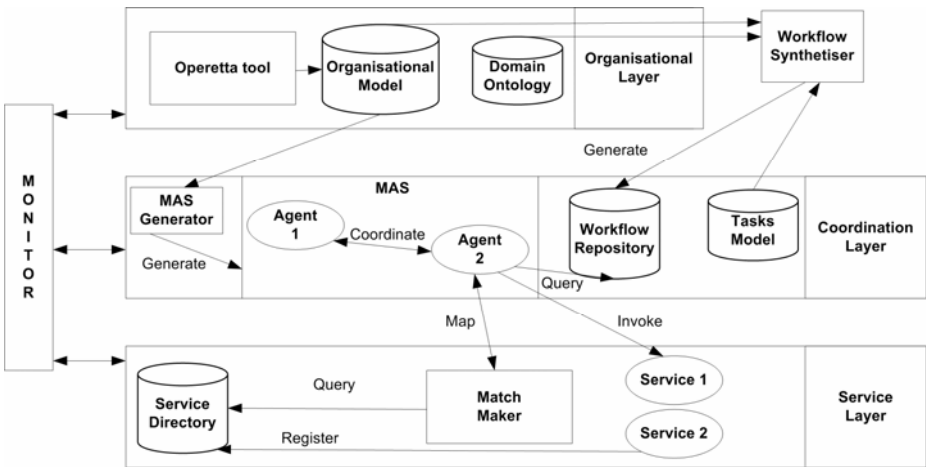 Operetta tool
Organisational
Model
Domain
Ontology
Organisational
Layer
Workflow
Synthetiser
MONITOR
Generate
MAS
Generator
Generate
MAS
Agent
1
Coordinate
Agent
2
Workflow
Repository
Query
Tasks
Model
Coordination
Layer
Map
Invoke
Service
Directory
Query
Register
Match
Maker
Service 1
Service 2
Service
Layer